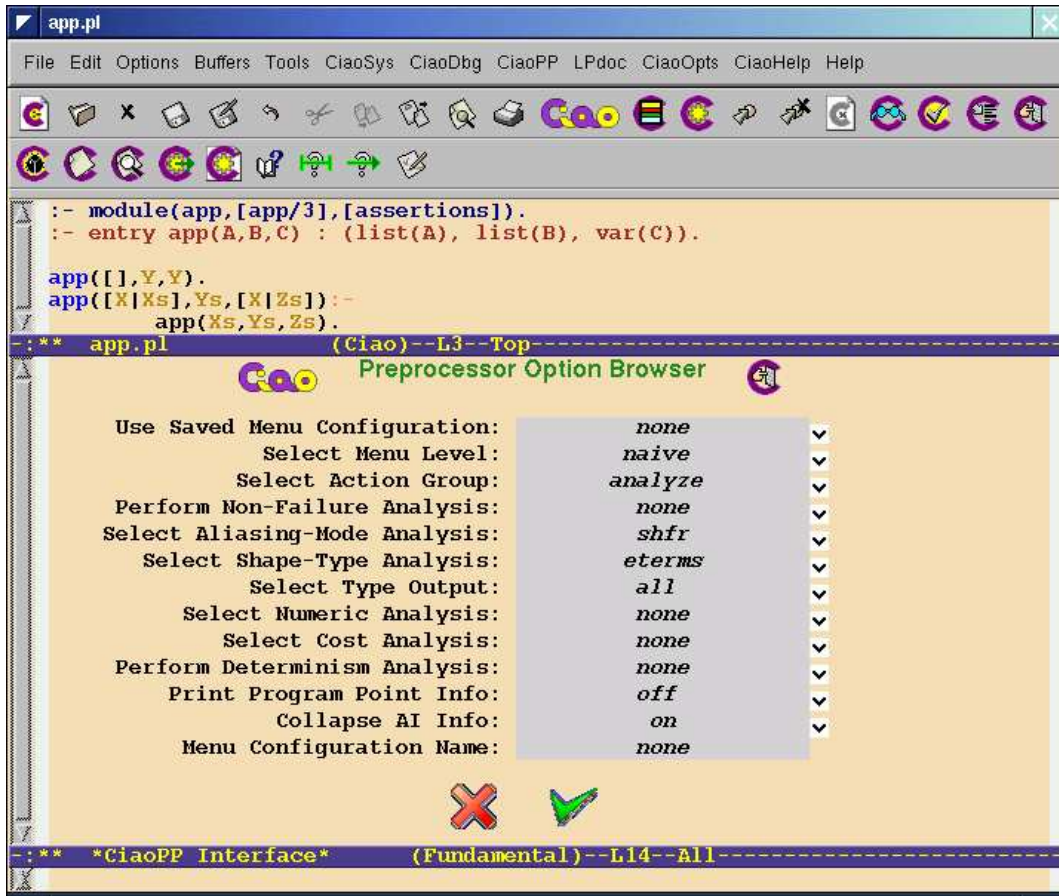 app.pl
File Edit Options Buffers Tools CiaoSys CiaoDbg CiaoPP LPdoc CiaoOpts CiaoHelp Help
Ciao
:- module(app,[app/3],[assertions]).
:- entry app(A,B,C) : (list(A), list(B), var(C)).
app([],Y,Y).
app([X|Xs],Ys,[X|Zs]):-
app(Xs,Ys,Zs).
-:** app.pl (Ciao)--L3--Top-----------------------------------------------------
Ciao Preprocessor Option Browser
Use Saved Menu Configuration: none
Select Menu Level: naive
Select Action Group: analyze
Perform Non-Failure Analysis: none
Select Aliasing-Mode Analysis: shfr
Select Shape-Type Analysis: eterms
Select Type Output: all
Select Numeric Analysis: none
Select Cost Analysis: none
Perform Determinism Analysis: none
Print Program Point Info: off
Collapse AI Info: on
Menu Configuration Name: none
-:** *CiaoPP Interface* (Fundamental)--L14--All--------------------------